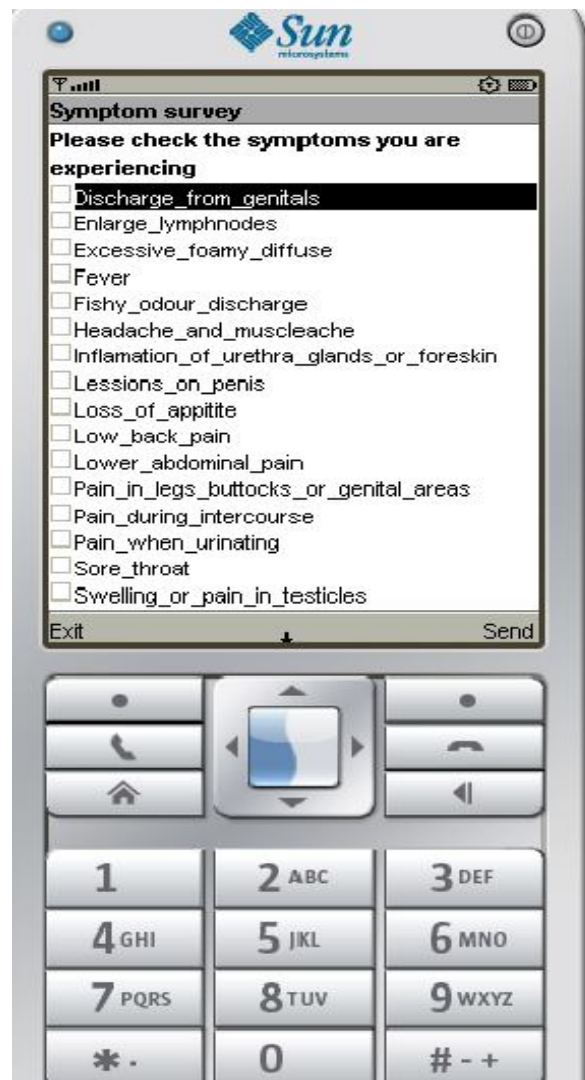 Sun
microsystems
Symptom survey
Please check the symptoms you are
experiencing
Discharge_from_genitals
Enlarge_lymphnodes
Excessive_foamy_diffuse
Fever
Fishy_odour_discharge
Headache_and_muscleache
Inflamation_of_urethra_glands_or_foreskin
Lessions_on_penis
Loss_of_appitite
Low_back_pain
Lower_abdominal_pain
Pain_in_legs_buttocks_or_genital_areas
Pain_during_intercourse
Pain_when_urinating
Sore_throat
Swelling_or_pain_in_testicles
Exit Send
1 2 ABC 3 DEF
4 GHI 5 JKL 6 MNO
7 PQRS 8 TUV 9 WXYZ
* . 0 # - +